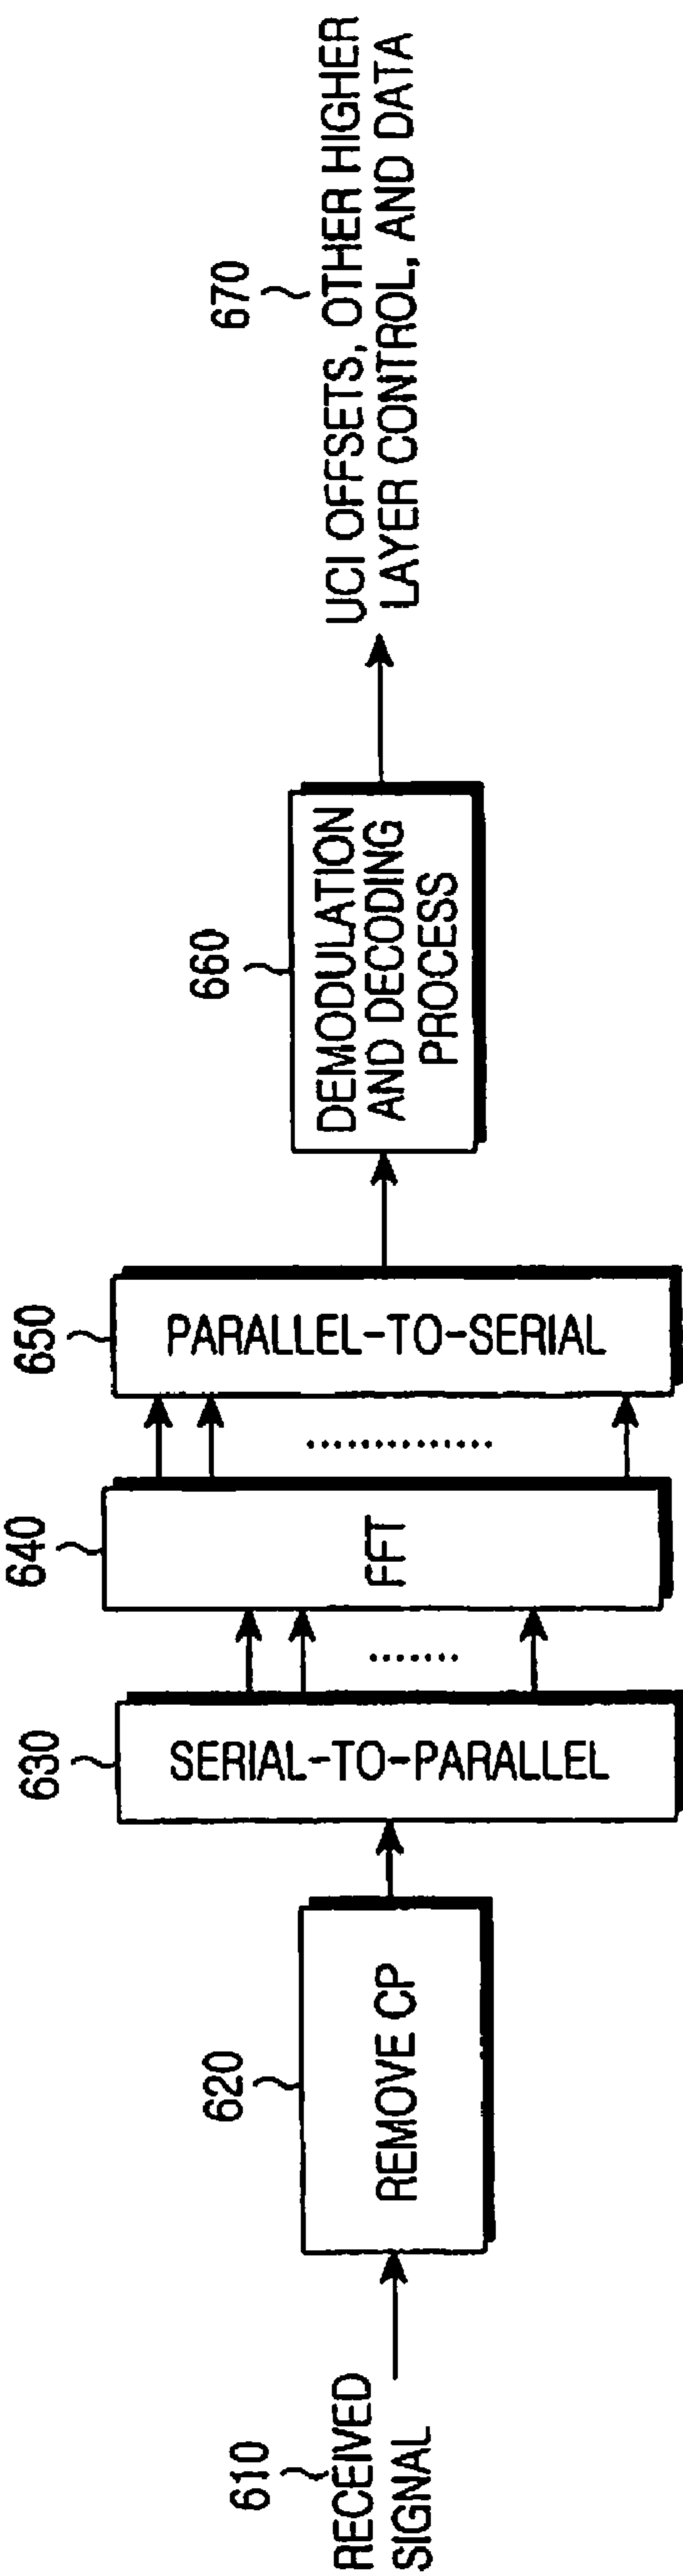 610
RECEIVED
SIGNAL
620
REMOVE CP
630
SERIAL-TO-PARALLEL
640
FFT
650
PARALLEL-TO-SERIAL
660
DEMODULATION
AND DECODING
PROCESS
670
UCI OFFSETS, OTHER HIGHER
LAYER CONTROL, AND DATA